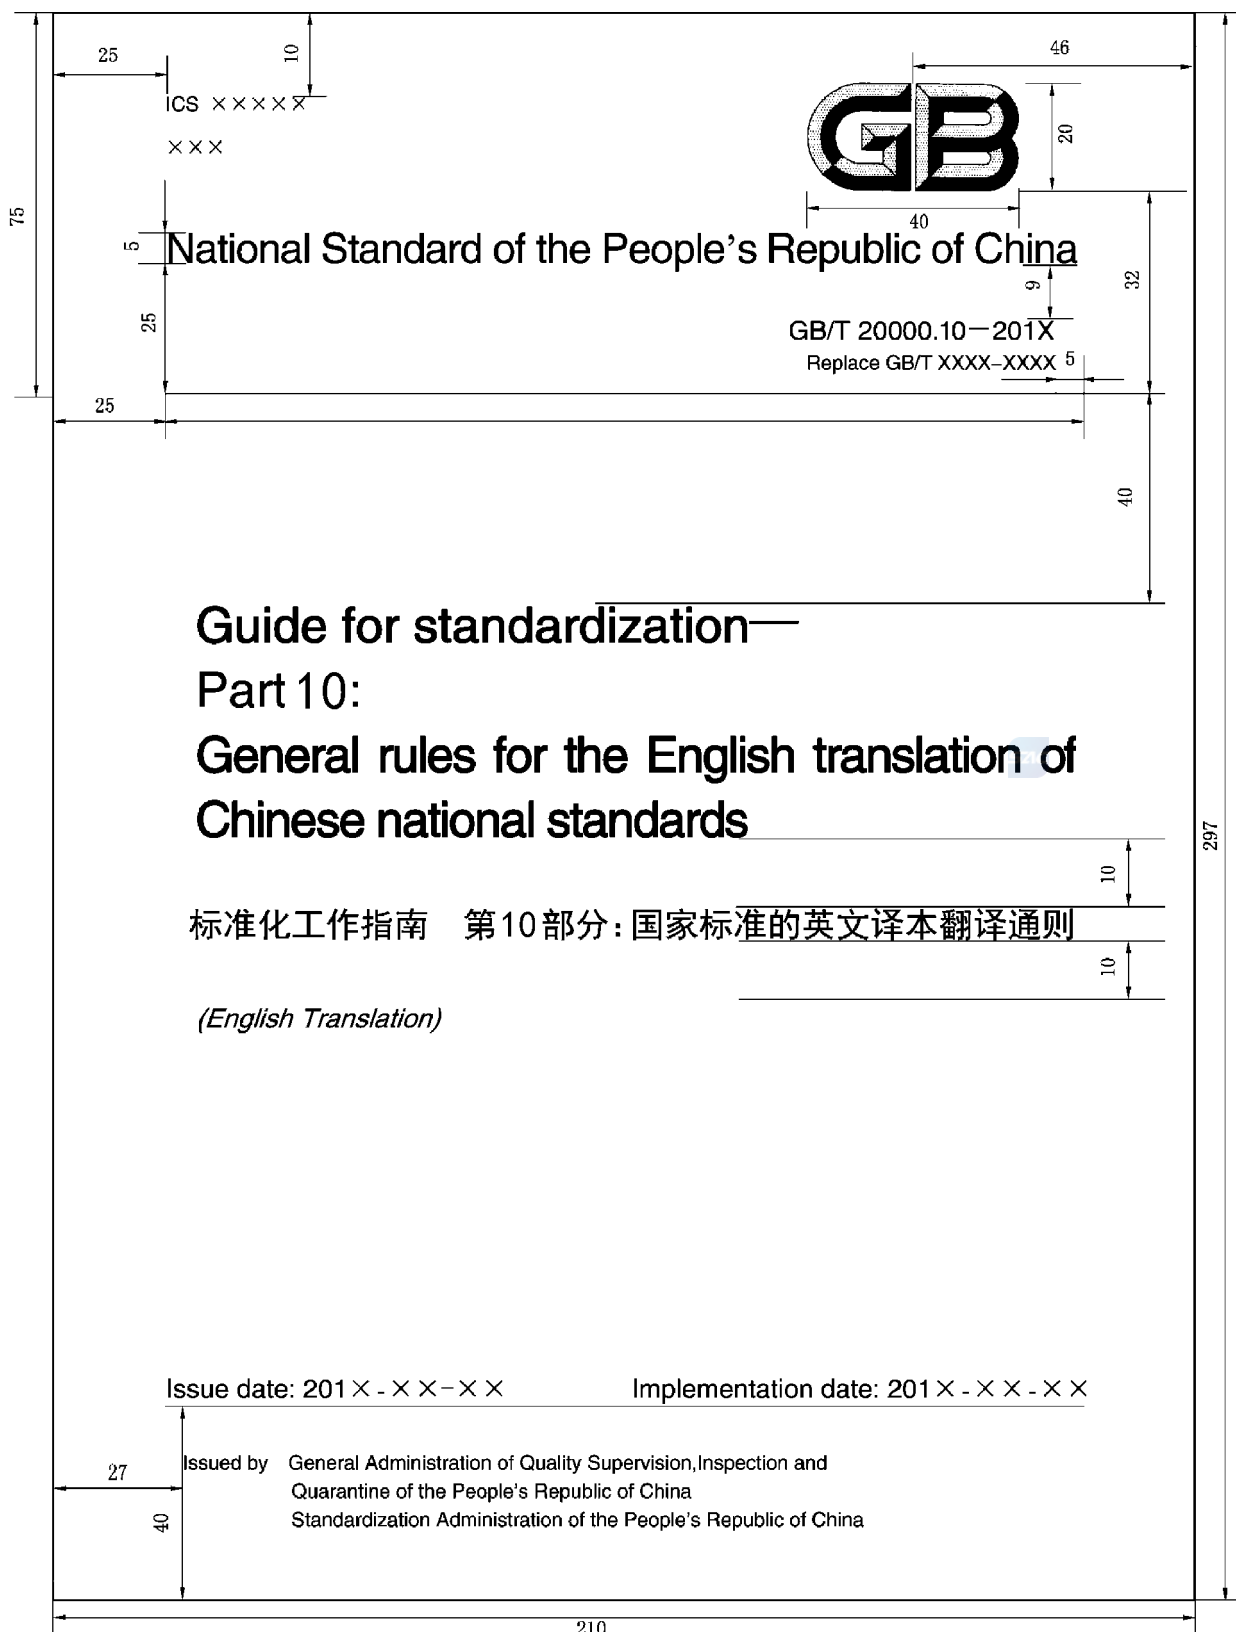 25
10
46
ICS ×××××
×××
GB
20
75
40
5
National Standard of the People's Republic of China
9
32
25
GB/T 20000.10—201X
Replace GB/T XXXX–XXXX
5
25
40
Guide for standardization—
Part 10:
General rules for the English translation of
Chinese national standards
297
10
标准化工作指南 第10部分:国家标准的英文译本翻译通则
10
(English Translation)
Issue date: 201×-××-×× Implementation date: 201×-××-××
Issued by General Administration of Quality Supervision,Inspection and
27
Quarantine of the People's Republic of China
40
Standardization Administration of the People's Republic of China
210